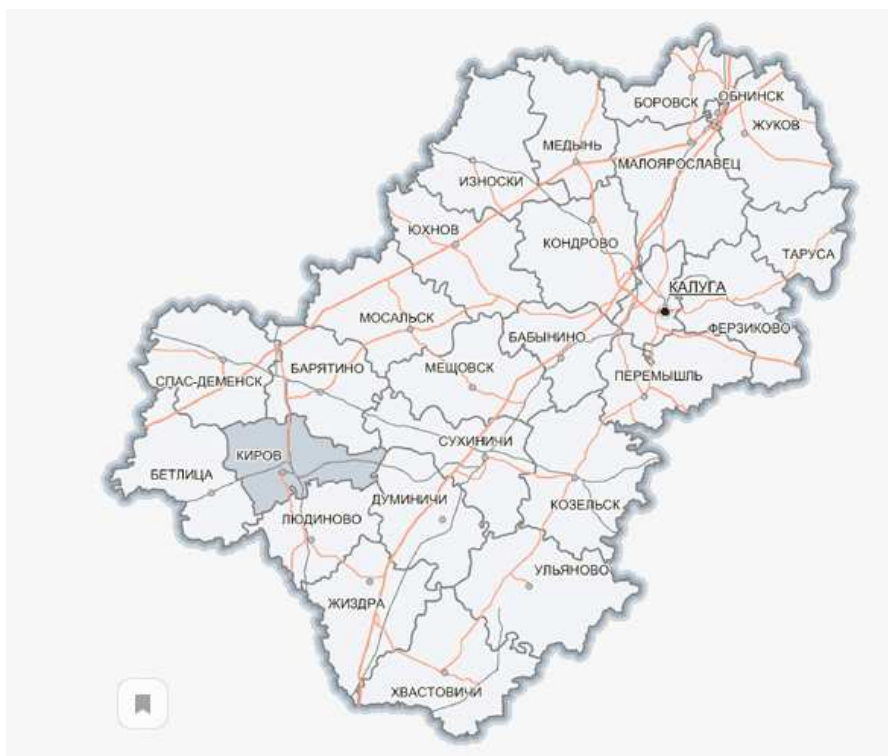 ОБНИНСК
БОРОВСК
ЖУКОВ
МЕДЫНЬ
МАЛОЯРОСЛАВЕЦ
ИЗНОСКИ
ЮХНОВ
КОНДРОВО
ТАРУСА
КАЛУГА
МОСАЛЬСК
ФЕРЗИКОВО
БАБЫНИНО
БАРЯТИНО
МЕЩОВСК
ПЕРЕМЫШЛЬ
СПАС-ДЕМЕНСК
СУХИНИЧИ
КИРОВ
БЕТЛИЦА
ДУМИНИЧИ
КОЗЕЛЬСК
ЛЮДИНОВО
УЛЬЯНОВО
ЖИЗДРА
ХВАСТОВИЧИ